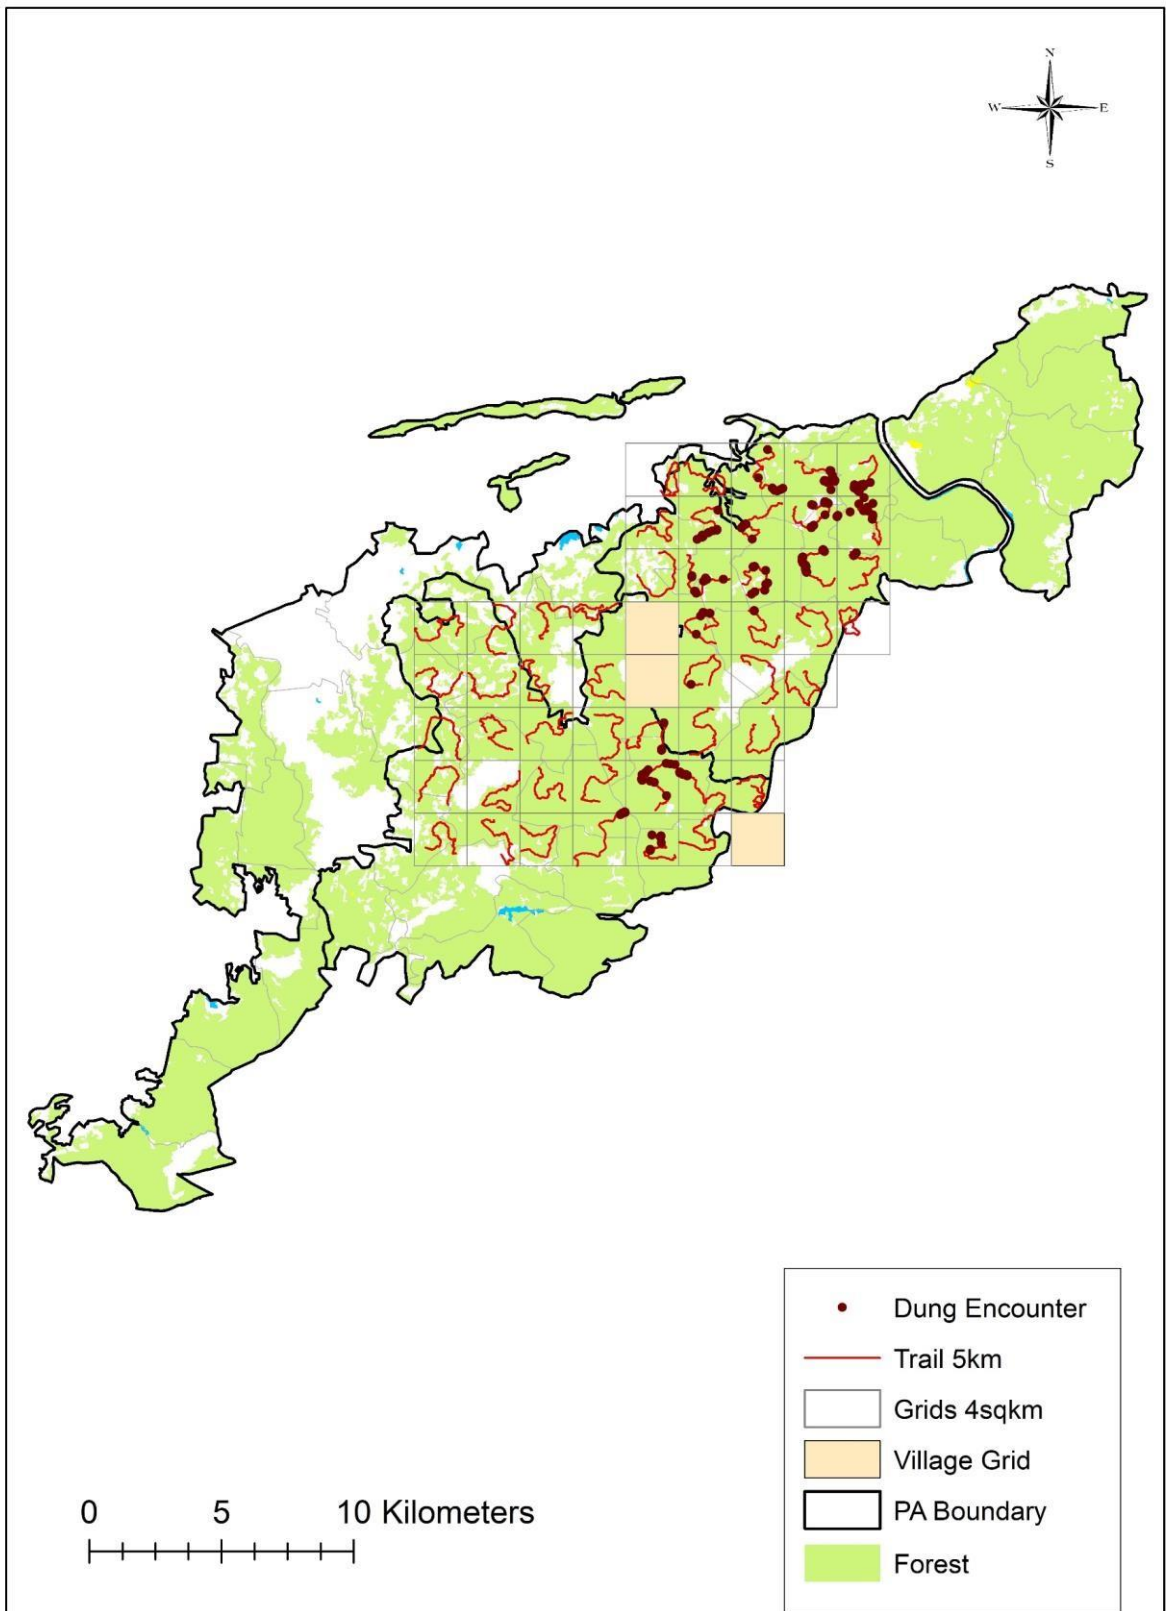 N
W E
S
Dung Encounter
Trail 5km
Grids 4sqkm
Village Grid
PA Boundary
Forest
0 5 10 Kilometers